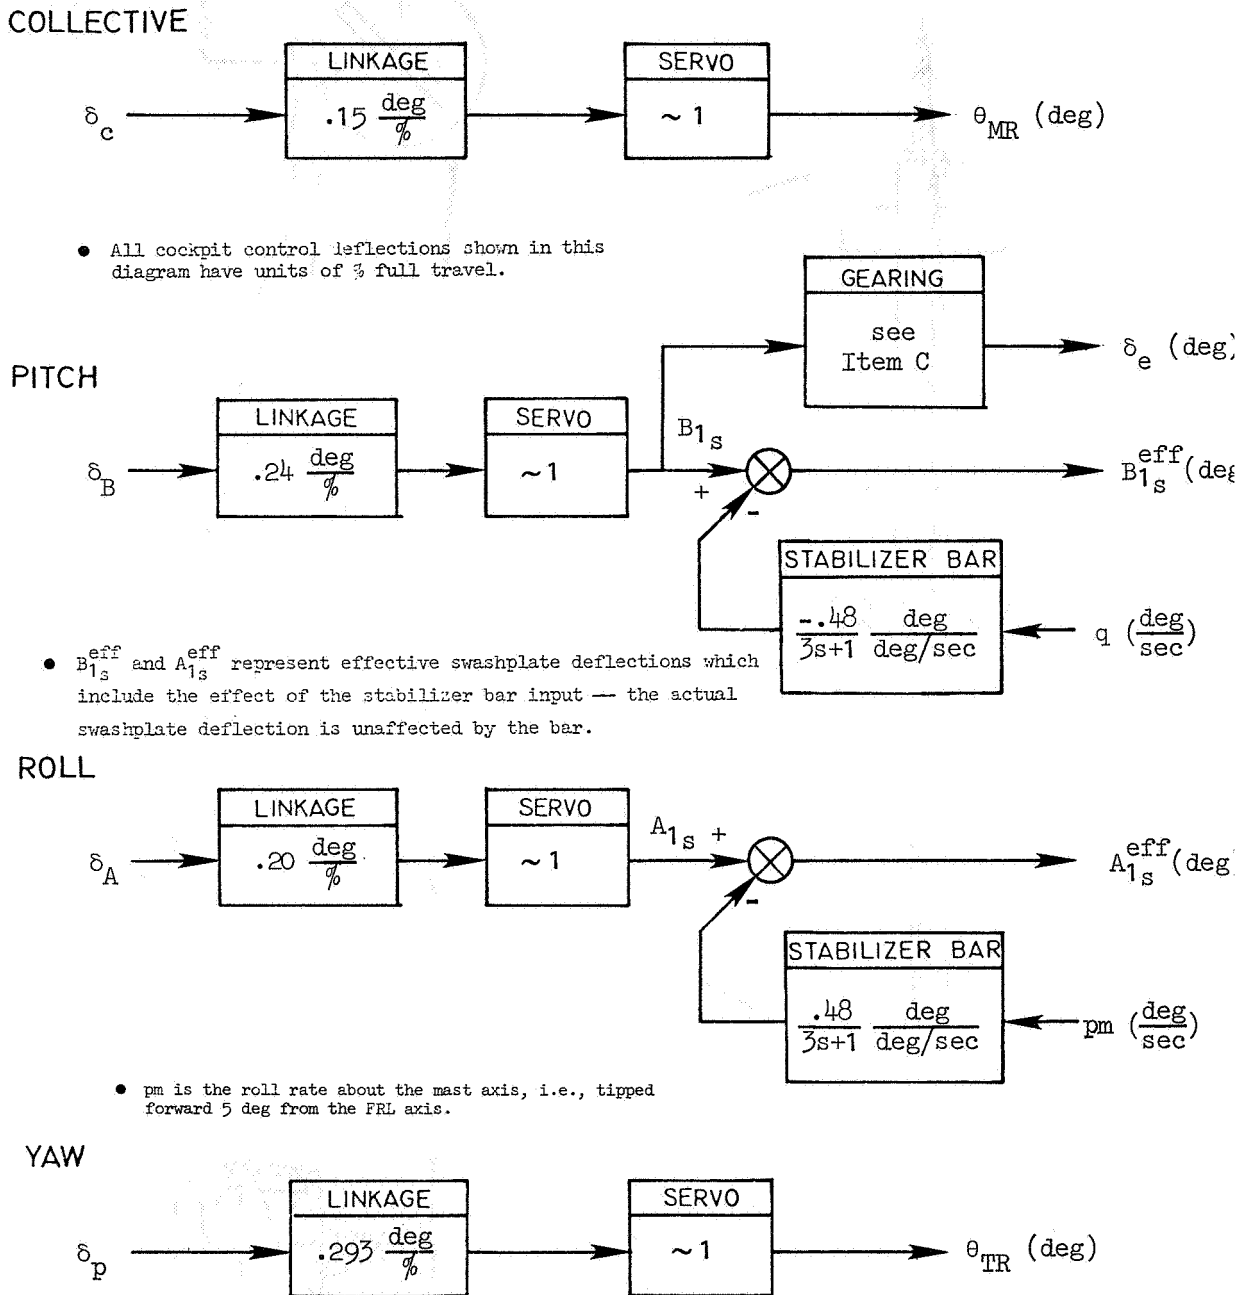 COLLECTIVE
LINKAGE
SERVO
δc
.15 deg/%
~ 1
θMR (deg)
● All cockpit control deflections shown in this
diagram have units of % full travel.
GEARING
see
Item C
δe (deg)
PITCH
LINKAGE
SERVO
δB
.24 deg/%
~1
B1s
+
-
B1s^eff (deg
STABILIZER BAR
-.48/3s+1 deg/deg/sec
q (deg/sec)
● B1s^eff and A1s^eff represent effective swashplate deflections which
include the effect of the stabilizer bar input — the actual
swashplate deflection is unaffected by the bar.
ROLL
LINKAGE
SERVO
δA
.20 deg/%
~ 1
A1s +
-
A1s^eff (deg)
STABILIZER BAR
.48/3s+1 deg/deg/sec
pm (deg/sec)
● pm is the roll rate about the mast axis, i.e., tipped
forward 5 deg from the FRL axis.
YAW
LINKAGE
SERVO
δp
.293 deg/%
~ 1
θTR (deg)